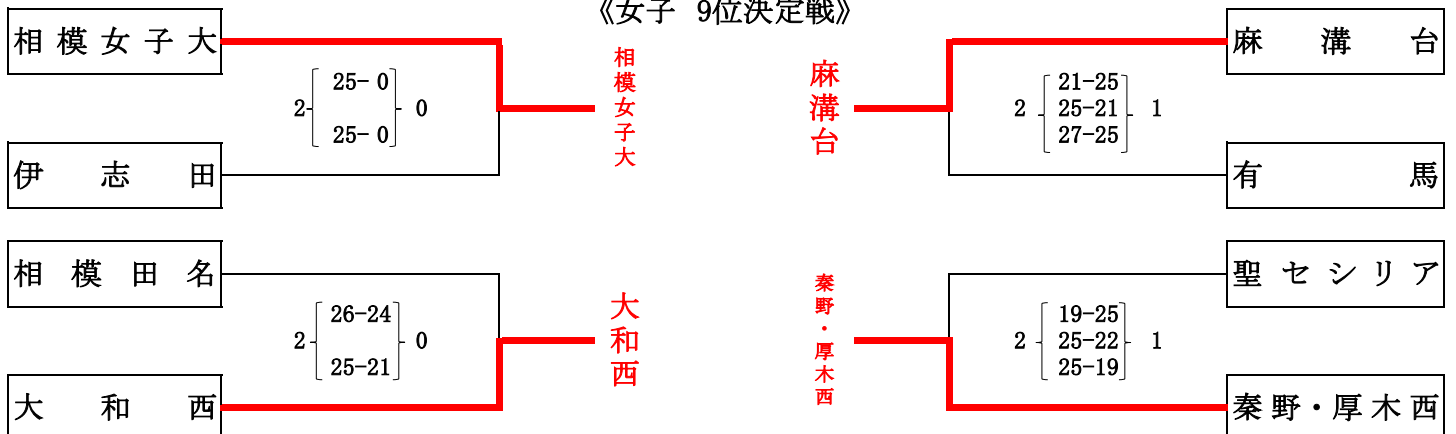 《女子 9位決定戦》
相模女子大
25-0
2 0
25-0
伊志田
相模女子大
相模田名
26-24
2 0
25-21
大和西
大和西
麻溝台
麻溝台
21-25
2 25-21 1
27-25
有馬
秦野・厚木西
聖セシリア
19-25
2 25-22 1
25-19
秦野・厚木西